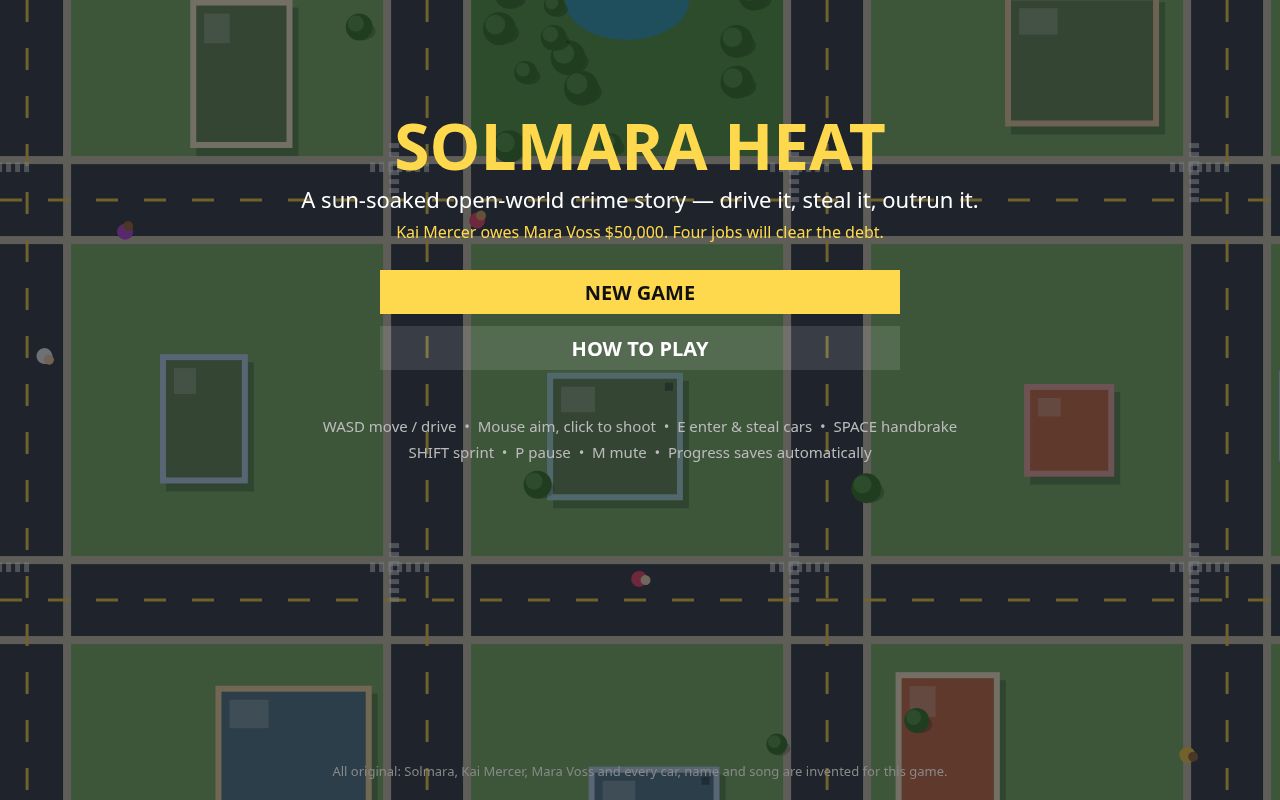 SOLMARA HEAT
A sun-soaked open-world crime story — drive it, steal it, outrun it.
Kai Mercer owes Mara Voss $50,000. Four jobs will clear the debt.
NEW GAME
HOW TO PLAY
WASD move / drive • Mouse aim, click to shoot • E enter & steal cars • SPACE handbrake
SHIFT sprint • P pause • M mute • Progress saves automatically
All original: Solmara, Kai Mercer, Mara Voss and every car, name and song are invented for this game.